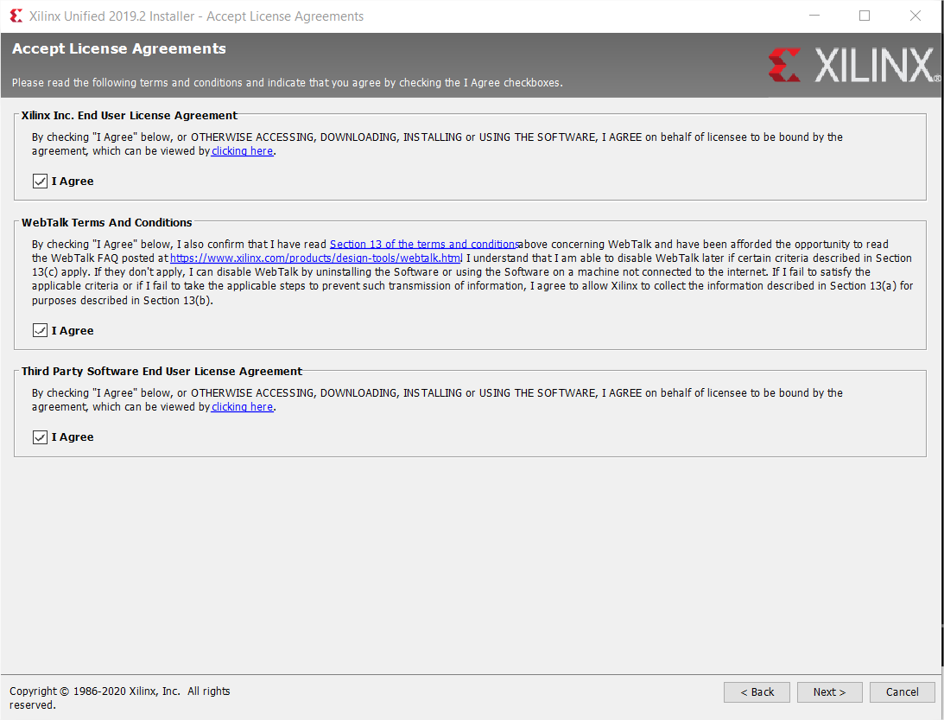 Xilinx Unified 2019.2 Installer - Accept License Agreements
Accept License Agreements
Please read the following terms and conditions and indicate that you agree by checking the I Agree checkboxes.
XILINX®
Xilinx Inc. End User License Agreement
By checking "I Agree" below, or OTHERWISE ACCESSING, DOWNLOADING, INSTALLING or USING THE SOFTWARE, I AGREE on behalf of licensee to be bound by the
agreement, which can be viewed by clicking here.
I Agree
WebTalk Terms And Conditions
By checking "I Agree" below, I also confirm that I have read Section 13 of the terms and conditions above concerning WebTalk and have been afforded the opportunity to read
the WebTalk FAQ posted at https://www.xilinx.com/products/design-tools/webtalk.html I understand that I am able to disable WebTalk later if certain criteria described in Section
13(c) apply. If they don't apply, I can disable WebTalk by uninstalling the Software or using the Software on a machine not connected to the internet. If I fail to satisfy the
applicable criteria or if I fail to take the applicable steps to prevent such transmission of information, I agree to allow Xilinx to collect the information described in Section 13(a) for
purposes described in Section 13(b).
I Agree
Third Party Software End User License Agreement
By checking "I Agree" below, or OTHERWISE ACCESSING, DOWNLOADING, INSTALLING or USING THE SOFTWARE, I AGREE on behalf of licensee to be bound by the
agreement, which can be viewed by clicking here.
I Agree
Copyright © 1986-2020 Xilinx, Inc. All rights
reserved.
< Back
Next >
Cancel